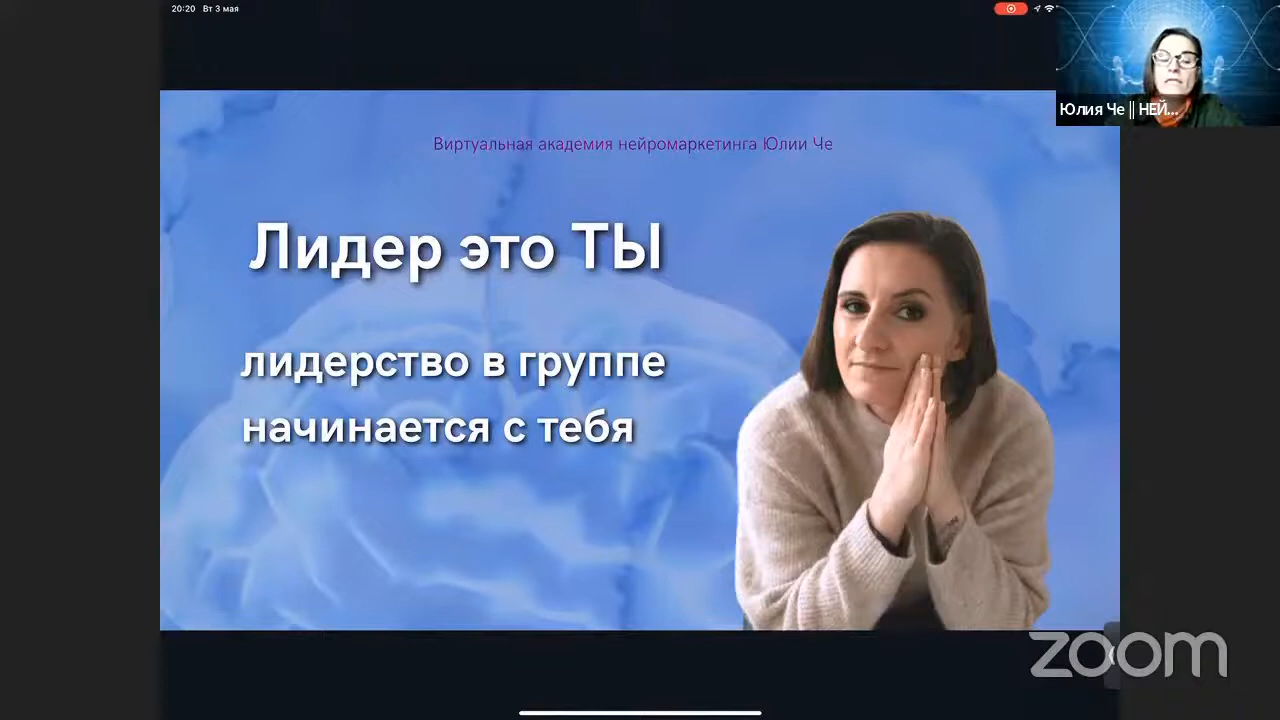 20:20 Вт 3 мая
Юлия Че || НЕЙ...
Виртуальная академия нейромаркетинга Юлии Че
Лидер это ТЫ
лидерство в группе
начинается с тебя
zoom